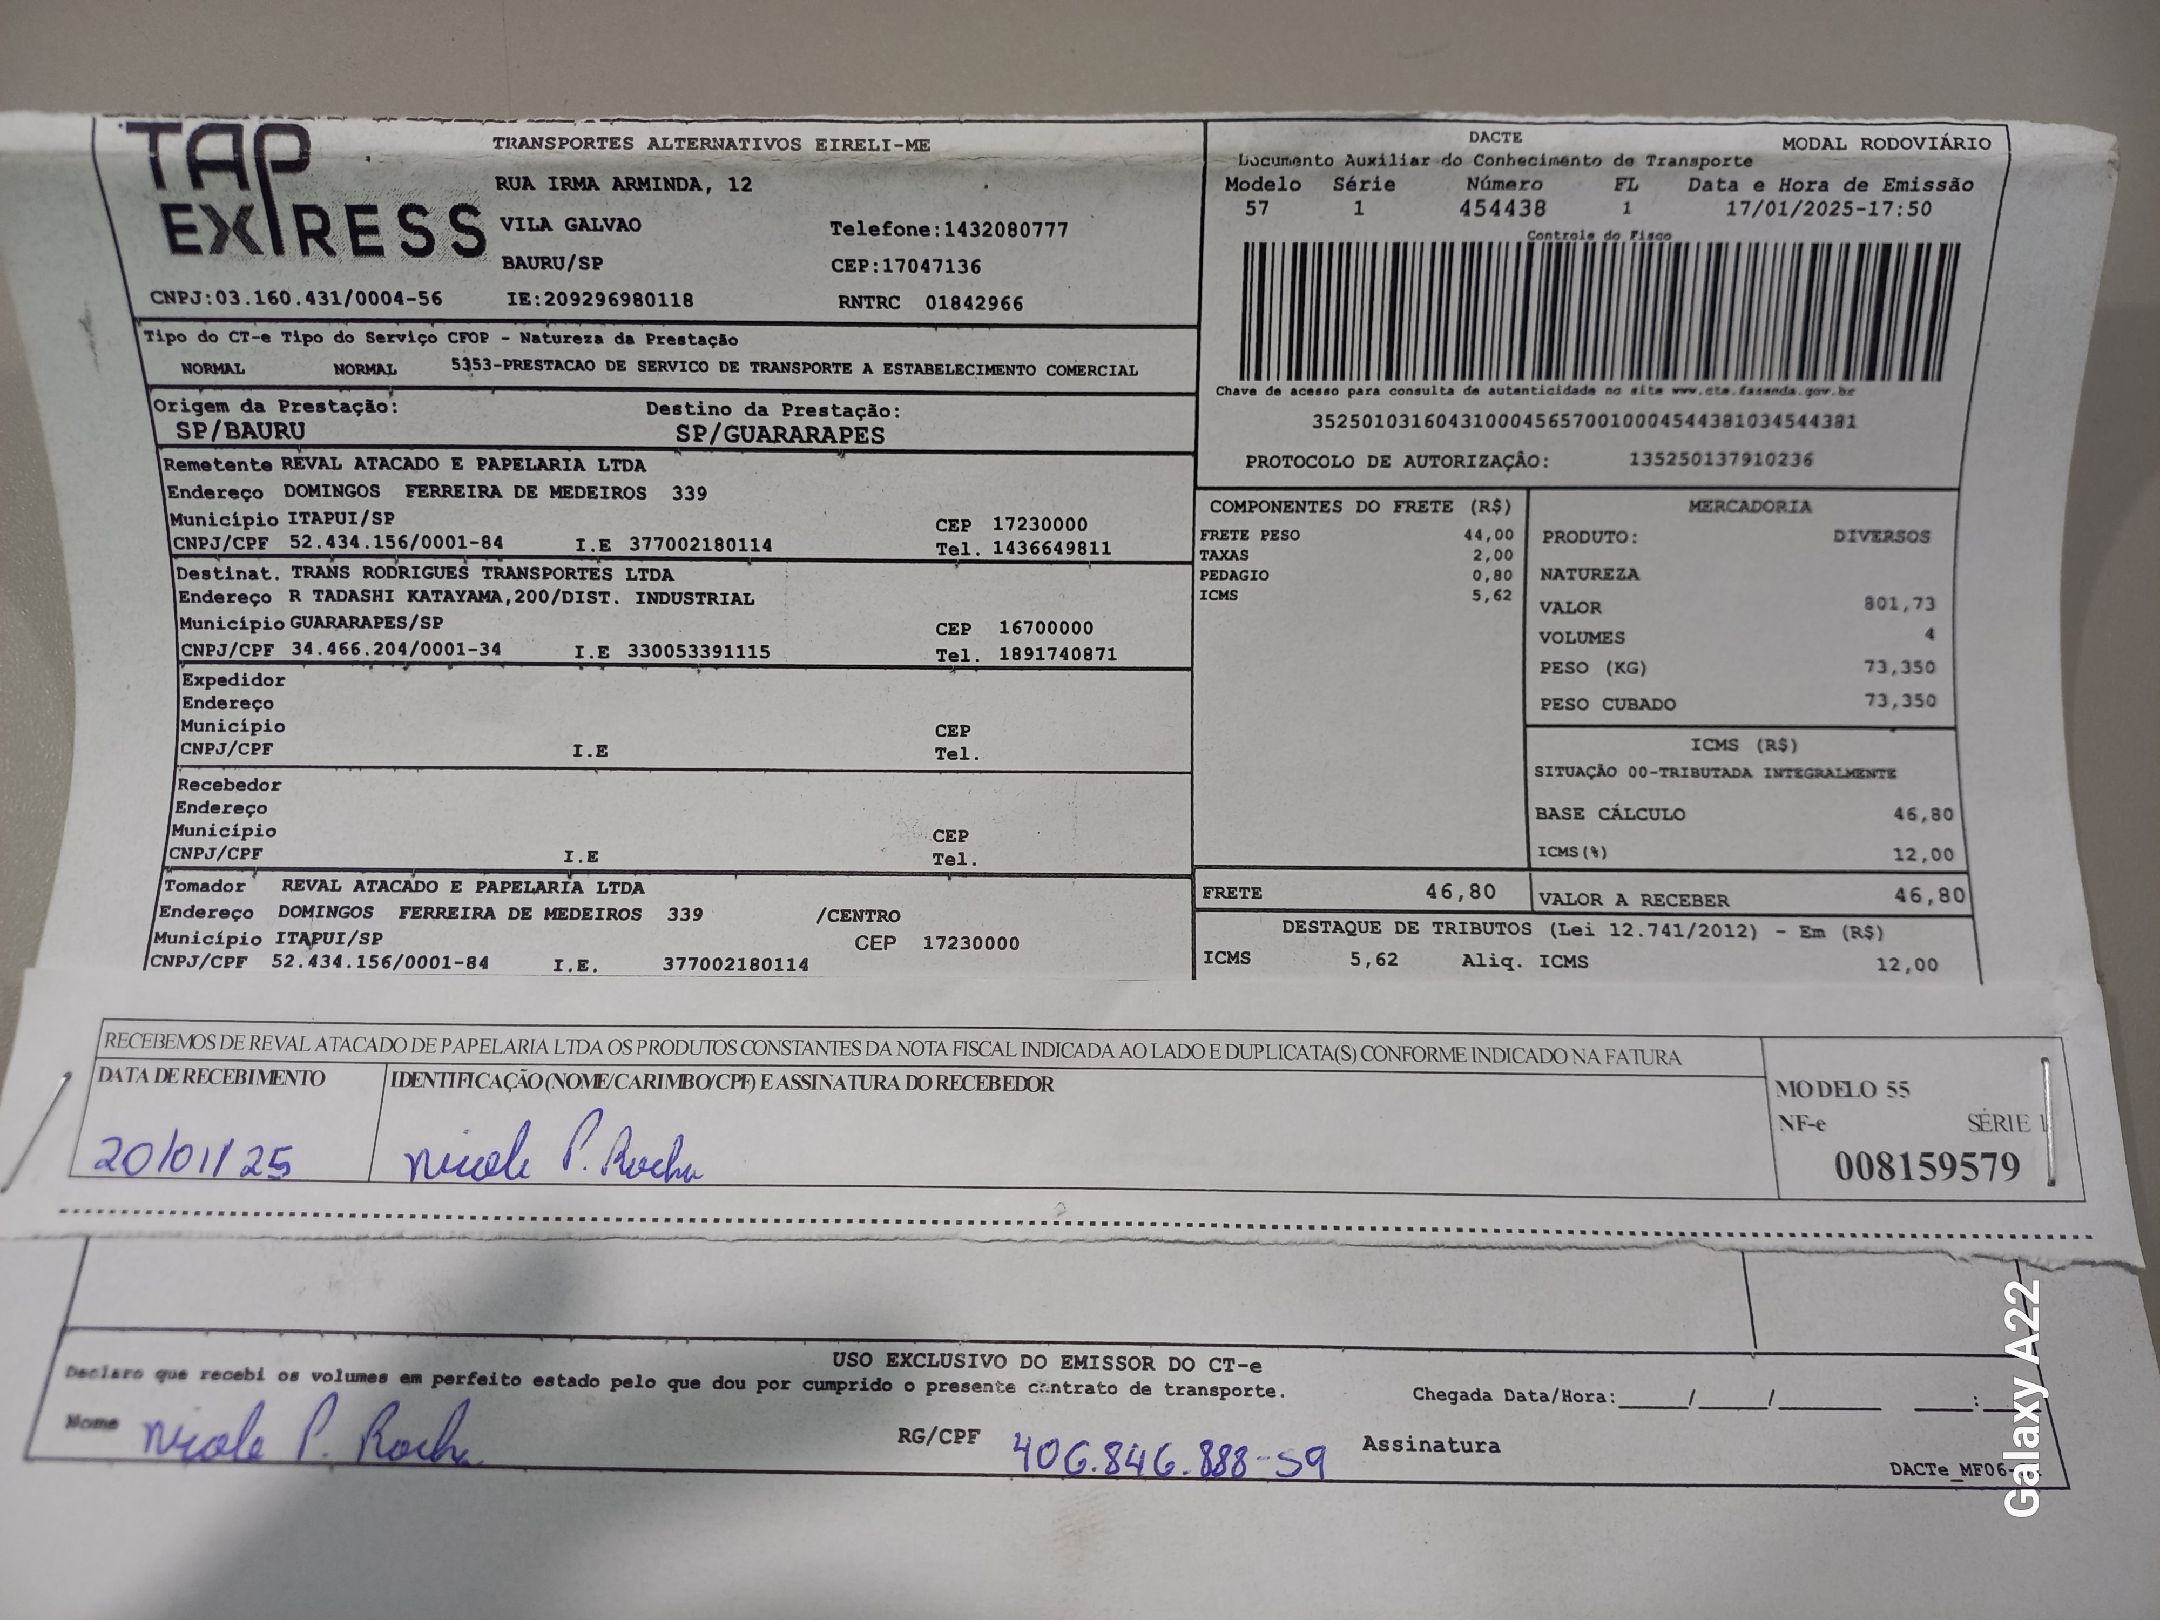 TAP EXPRESS
TRANSPORTES ALTERNATIVOS EIRELI-ME
RUA IRMA ARMINDA, 12
VILA GALVAO Telefone:1432080777
BAURU/SP CEP:17047136
CNPJ:03.160.431/0004-56 IE:209296980118 RNTRC 01842966
DACTE MODAL RODOVIÁRIO
Documento Auxiliar do Conhecimento de Transporte
Modelo Série Número FL Data e Hora de Emissão
57 1 454438 1 17/01/2025-17:50
Controle do Fisco
Chave de acesso para consulta de autenticidade no site www.cte.fazenda.gov.br
35250103160431000456570010004544381034544381
PROTOCOLO DE AUTORIZAÇÃO: 135250137910236
Tipo do CT-e Tipo do Serviço CFOP - Natureza da Prestação
NORMAL NORMAL 5353-PRESTACAO DE SERVICO DE TRANSPORTE A ESTABELECIMENTO COMERCIAL
Origem da Prestação: Destino da Prestação:
SP/BAURU SP/GUARARAPES
Remetente REVAL ATACADO E PAPELARIA LTDA
Endereço DOMINGOS FERREIRA DE MEDEIROS 339
Município ITAPUI/SP CEP 17230000
CNPJ/CPF 52.434.156/0001-84 I.E 377002180114 Tel. 1436649811
Destinat. TRANS RODRIGUES TRANSPORTES LTDA
Endereço R TADASHI KATAYAMA,200/DIST. INDUSTRIAL
Município GUARARAPES/SP CEP 16700000
CNPJ/CPF 34.466.204/0001-34 I.E 330053391115 Tel. 1891740871
Expedidor
Endereço
Município CEP
CNPJ/CPF I.E Tel.
Recebedor
Endereço
Município CEP
CNPJ/CPF I.E Tel.
Tomador REVAL ATACADO E PAPELARIA LTDA
Endereço DOMINGOS FERREIRA DE MEDEIROS 339 /CENTRO
Município ITAPUI/SP CEP 17230000
CNPJ/CPF 52.434.156/0001-84 I.E. 377002180114
COMPONENTES DO FRETE (R$)
FRETE PESO 44,00
TAXAS 2,00
PEDAGIO 0,80
ICMS 5,62
MERCADORIA
PRODUTO: DIVERSOS
NATUREZA
VALOR 801,73
VOLUMES 4
PESO (KG) 73,350
PESO CUBADO 73,350
ICMS (R$)
SITUAÇÃO 00-TRIBUTADA INTEGRALMENTE
BASE CÁLCULO 46,80
ICMS(%) 12,00
FRETE 46,80 VALOR A RECEBER 46,80
DESTAQUE DE TRIBUTOS (Lei 12.741/2012) - Em (R$)
ICMS 5,62 Aliq. ICMS 12,00
RECEBEMOS DE REVAL ATACADO DE PAPELARIA LTDA OS PRODUTOS CONSTANTES DA NOTA FISCAL INDICADA AO LADO E DUPLICATA(S) CONFORME INDICADO NA FATURA
DATA DE RECEBIMENTO IDENTIFICAÇÃO (NOME/CARIMBO/CPF) E ASSINATURA DO RECEBEDOR
20/01/25 Nicole P. Rocha
MODELO 55
NF-e SÉRIE 1
008159579
USO EXCLUSIVO DO EMISSOR DO CT-e
Declaro que recebi os volumes em perfeito estado pelo que dou por cumprido o presente contrato de transporte. Chegada Data/Hora:____/____/______ ____:____
Nome Nicole P. Rocha RG/CPF 406.846.888-59 Assinatura
DACTe_MF06-
Galaxy A22